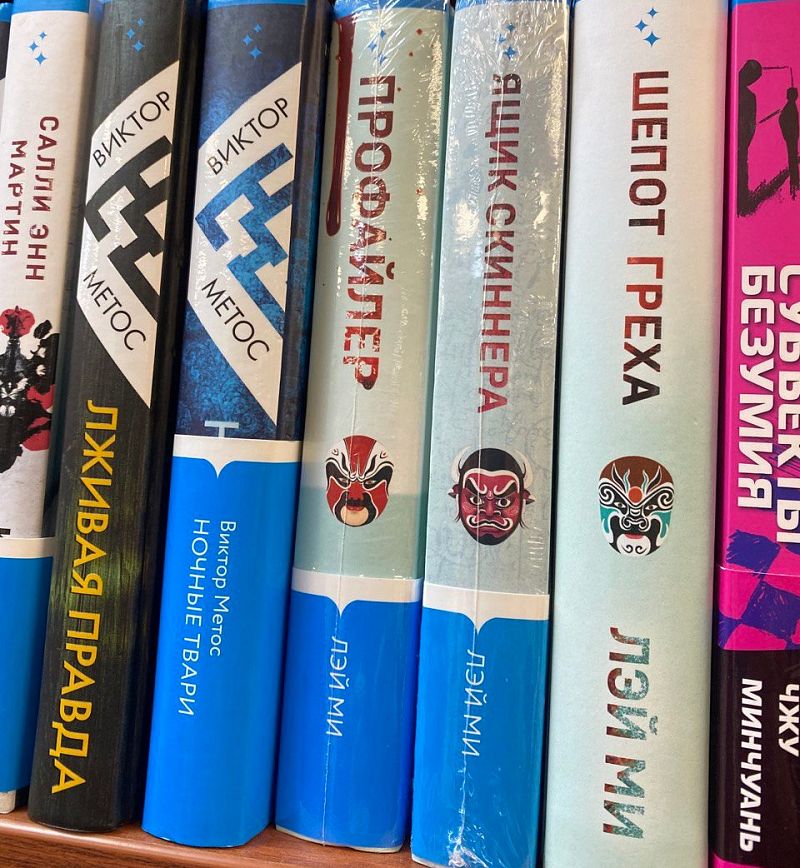 САЛЛИ ЭНН
МАРТИН
ВИКТОР
МЕТОС
ЛЖИВАЯ ПРАВДА
ВИКТОР
МЕТОС
Н
Виктор Метос
НОЧНЫЕ ТВАРИ
ПРОФАЙЛЕР
ЛЭЙ МИ
ЯЩИК СКИННЕРА
ЛЭЙ МИ
ШЕПОТ ГРЕХА
ЛЭЙ МИ
СУБЪЕКТЫ
БЕЗУМИЯ
ЧЖУ
МИНЧУАНЬ